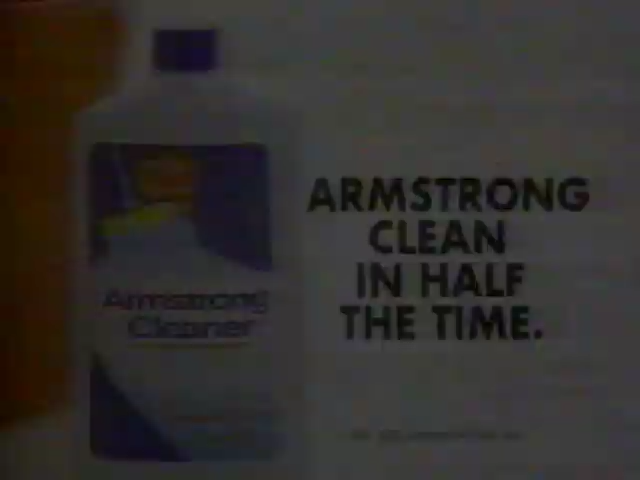 Armstrong
Cleaner
ARMSTRONG
CLEAN
IN HALF
THE TIME.